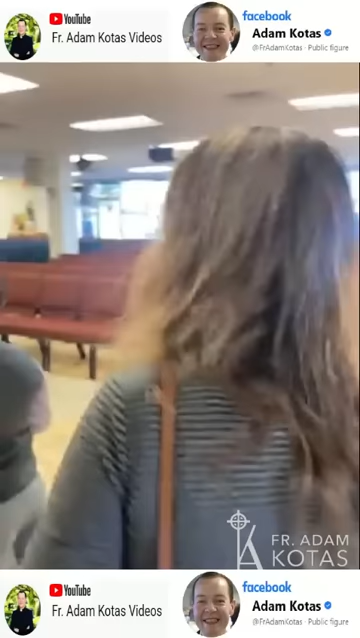 YouTube
Fr. Adam Kotas Videos
facebook
Adam Kotas
@FrAdamKotas · Public figure
FR. ADAM
KOTAS
YouTube
Fr. Adam Kotas Videos
facebook
Adam Kotas
@FrAdamKotas · Public figure